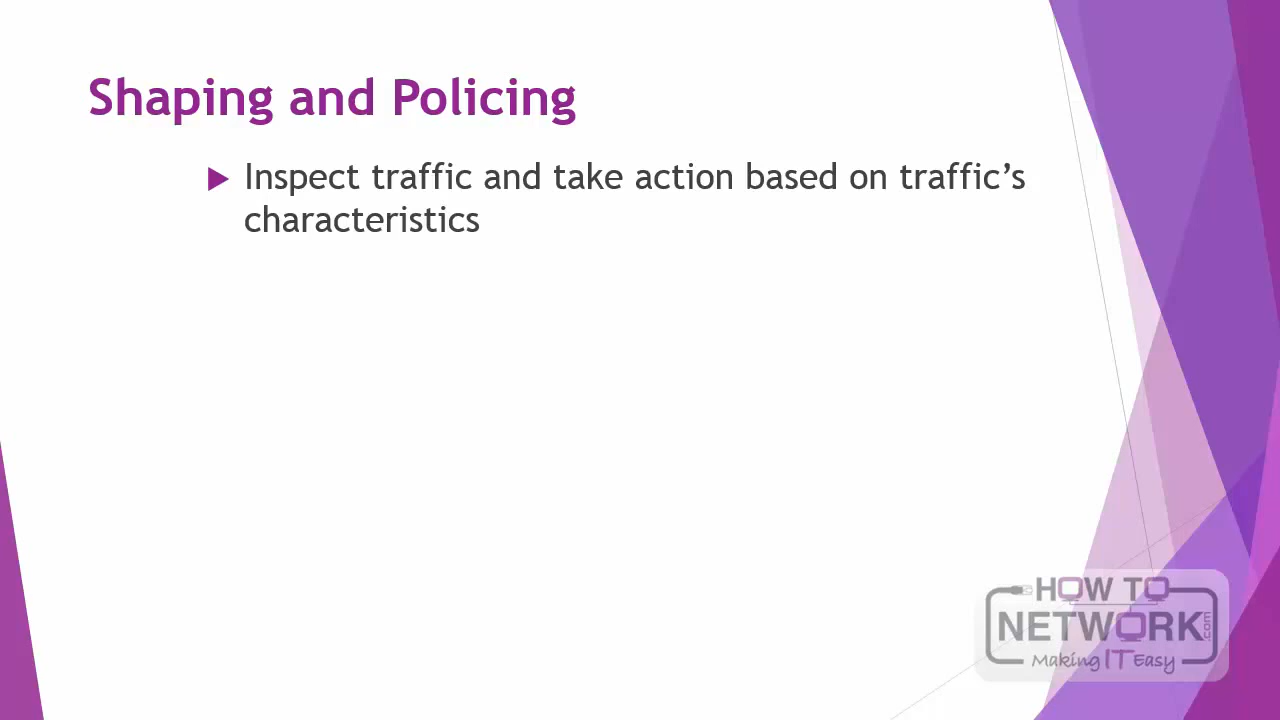 Shaping and Policing
Inspect traffic and take action based on traffic's
characteristics
HOW TO
NETWORK.com
Making IT Easy